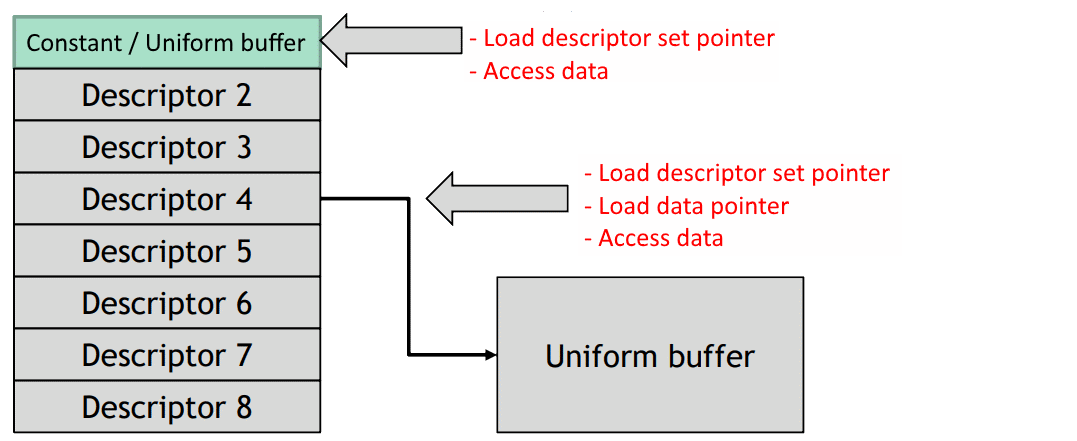 Constant / Uniform buffer
- Load descriptor set pointer
- Access data
Descriptor 2
Descriptor 3
Descriptor 4
- Load descriptor set pointer
- Load data pointer
- Access data
Descriptor 5
Descriptor 6
Descriptor 7
Descriptor 8
Uniform buffer